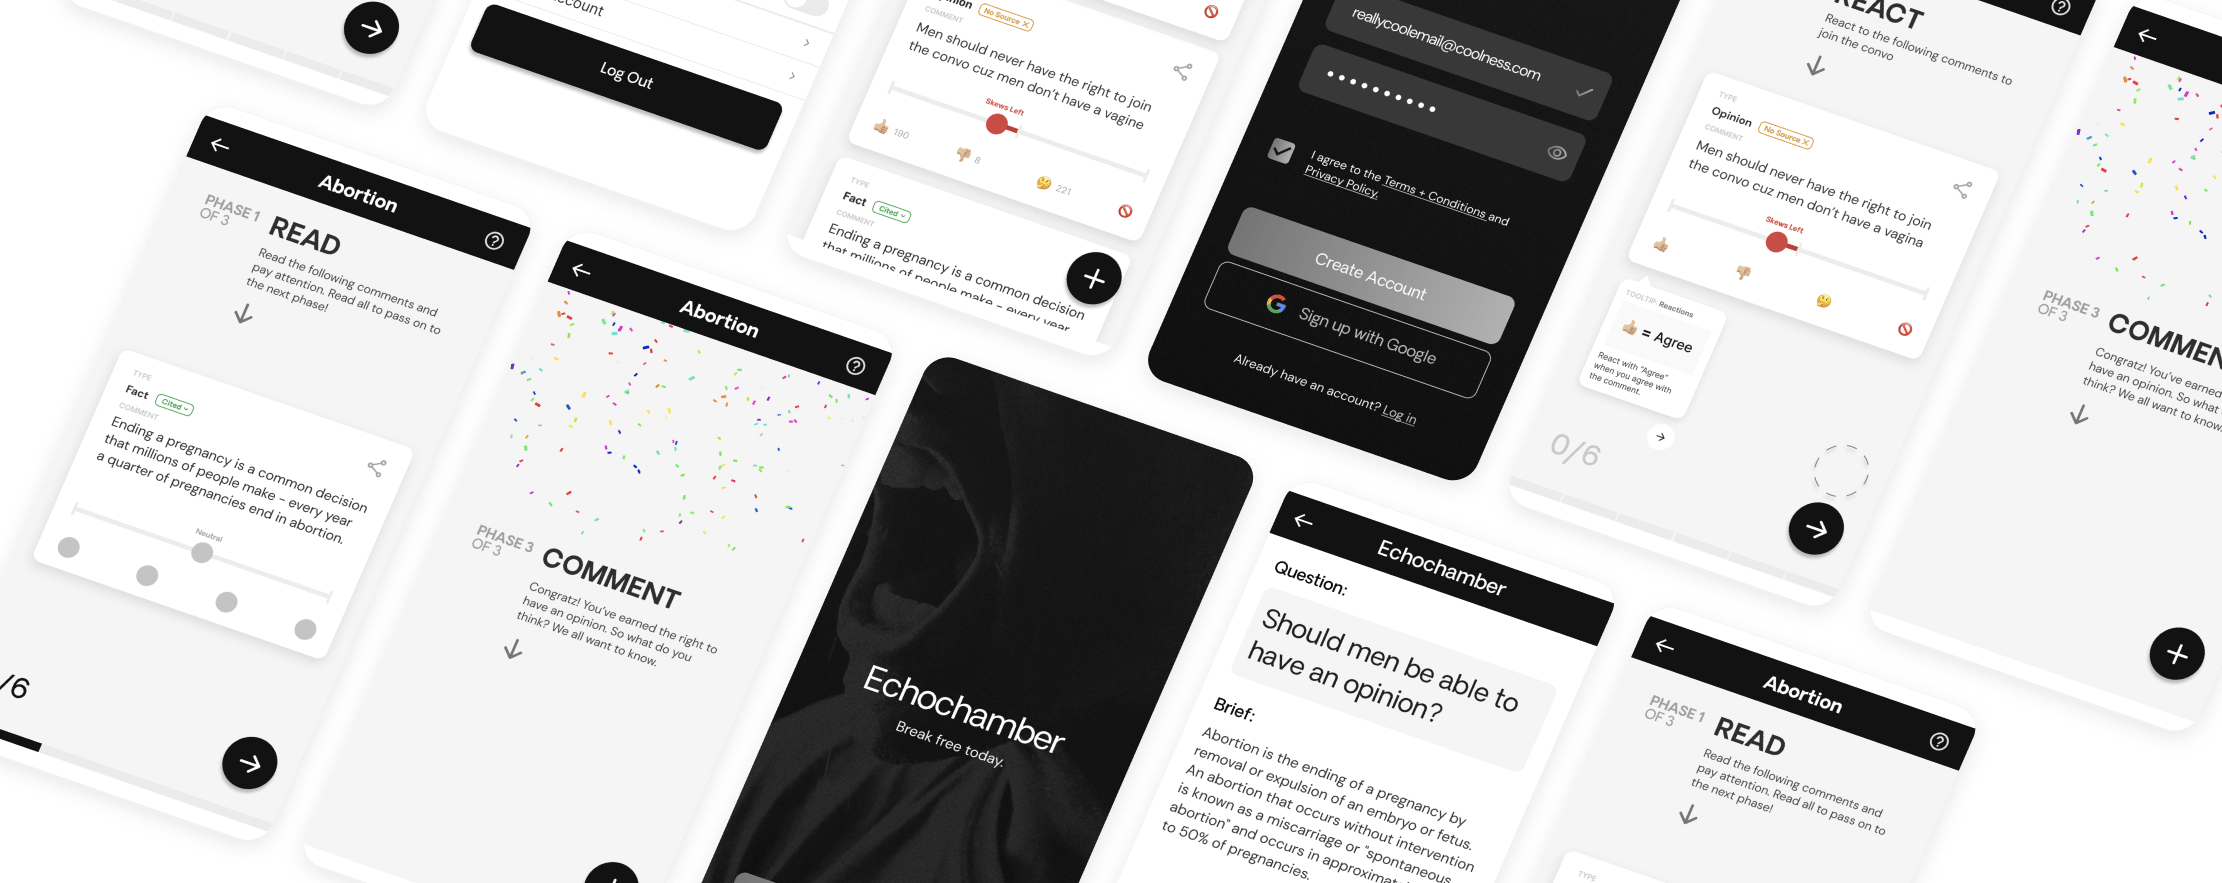 Log Out
Abortion
PHASE 1
OF 3
READ
Read the following comments and
pay attention. Read all to pass on to
the next phase!
TYPE
Fact
Cited
COMMENT
Ending a pregnancy is a common decision
that millions of people make - every year
a quarter of pregnancies end in abortion.
Neutral
/6
Abortion
PHASE 3
OF 3
COMMENT
Congratz! You've earned the right to
have an opinion. So what do you
think? We all want to know.
No Source X
COMMENT
Men should never have the right to join
the convo cuz men don't have a vagine
Skews Left
190
8
221
TYPE
Fact
Cited
COMMENT
Ending a pregnancy is a common decision
that millions of people make - every year
Echochamber
Break free today.
reallycoolemail@coolness.com
I agree to the Terms + Conditions and
Privacy Policy.
Create Account
Sign up with Google
Already have an account? Log in
Echochamber
Question:
Should men be able to
have an opinion?
Brief:
Abortion is the ending of a pregnancy by
removal or expulsion of an embryo or fetus.
An abortion that occurs without intervention
is known as a miscarriage or "spontaneous
abortion" and occurs in
to 50% of pregnancies.
REACT
React to the following comments to
join the convo
TYPE
Opinion
No Source X
COMMENT
Men should never have the right to join
the convo cuz men don't have a vagina
Skews Left
TOOLTIP: Reactions
= Agree
React with "Agree"
when you agree with
the comment.
0/6
Abortion
PHASE 1
OF 3
READ
Read the following comments and
pay attention. Read all to pass on to
the next phase!
TYPE
PHASE 3
OF 3
Congratz! You've earned
have an opinion. So what
think? We all want to know.